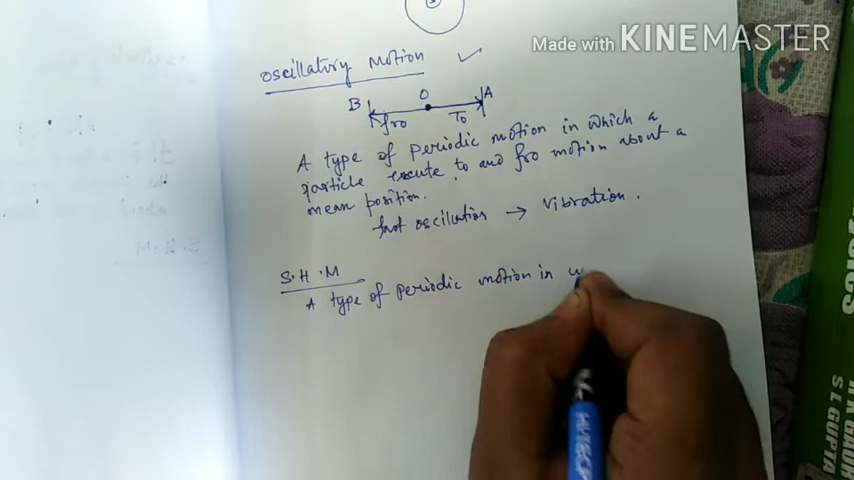 Made with KINEMASTER
Oscillatory Motion
B O A
fro To
A type of periodic motion in which a
particle execute to and fro motion about a
mean position.
fast oscillation → vibration.
S.H.M
A type of periodic motion in w
S L GUPTA